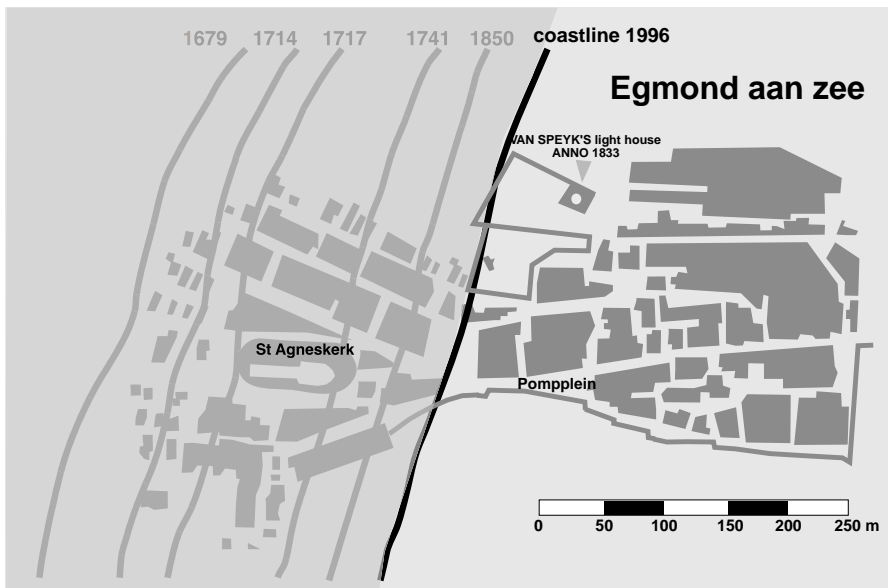 1679 1714 1717 1741 1850 coastline 1996
Egmond aan zee
VAN SPEYK'S light house
ANNO 1833
St Agneskerk
Pompplein
0 50 100 150 200 250 m